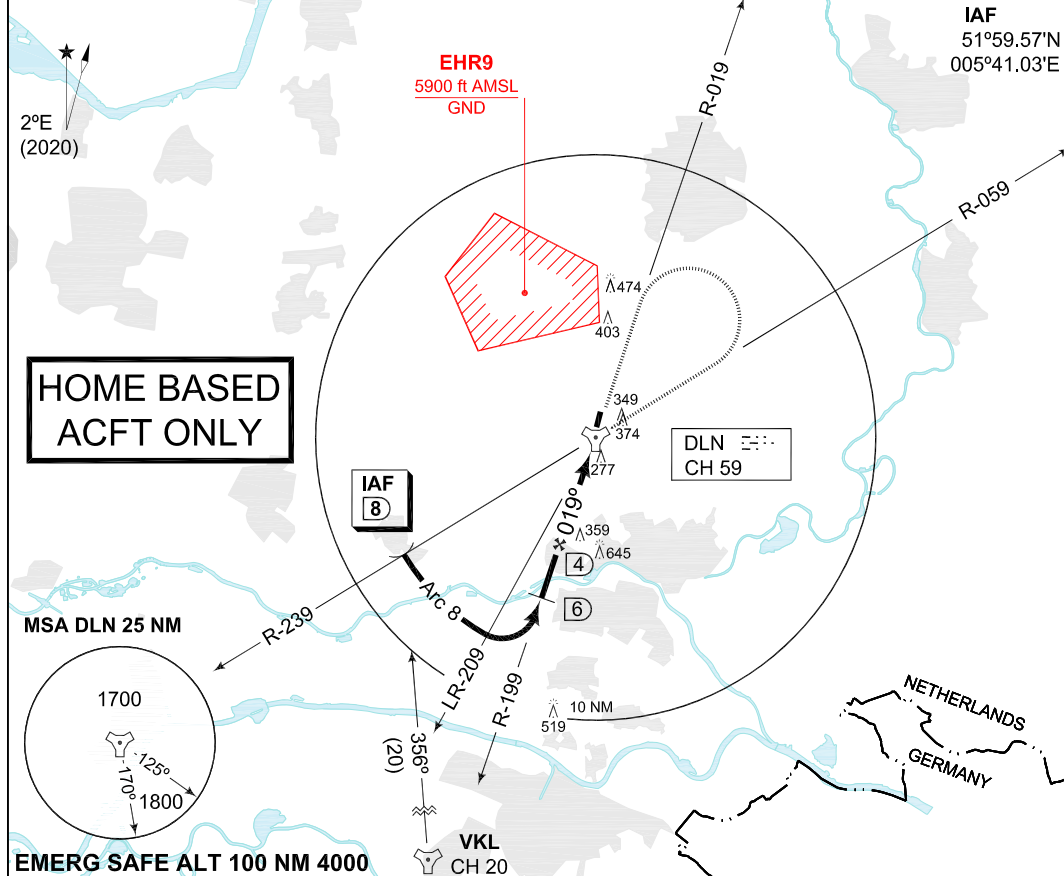 IAF
51º59.57'N
005º41.03'E
EHR9
5900 ft AMSL
GND
2ºE
(2020)
R-019
R-059
474
403
HOME BASED
ACFT ONLY
349
374
277
DLN
CH 59
IAF
8
019º
359
645
4
6
Arc 8
R-239
LR-209
R-199
MSA DLN 25 NM
1700
125º
170º
1800
10 NM
519
356º
(20)
NETHERLANDS
GERMANY
VKL
CH 20
EMERG SAFE ALT 100 NM 4000